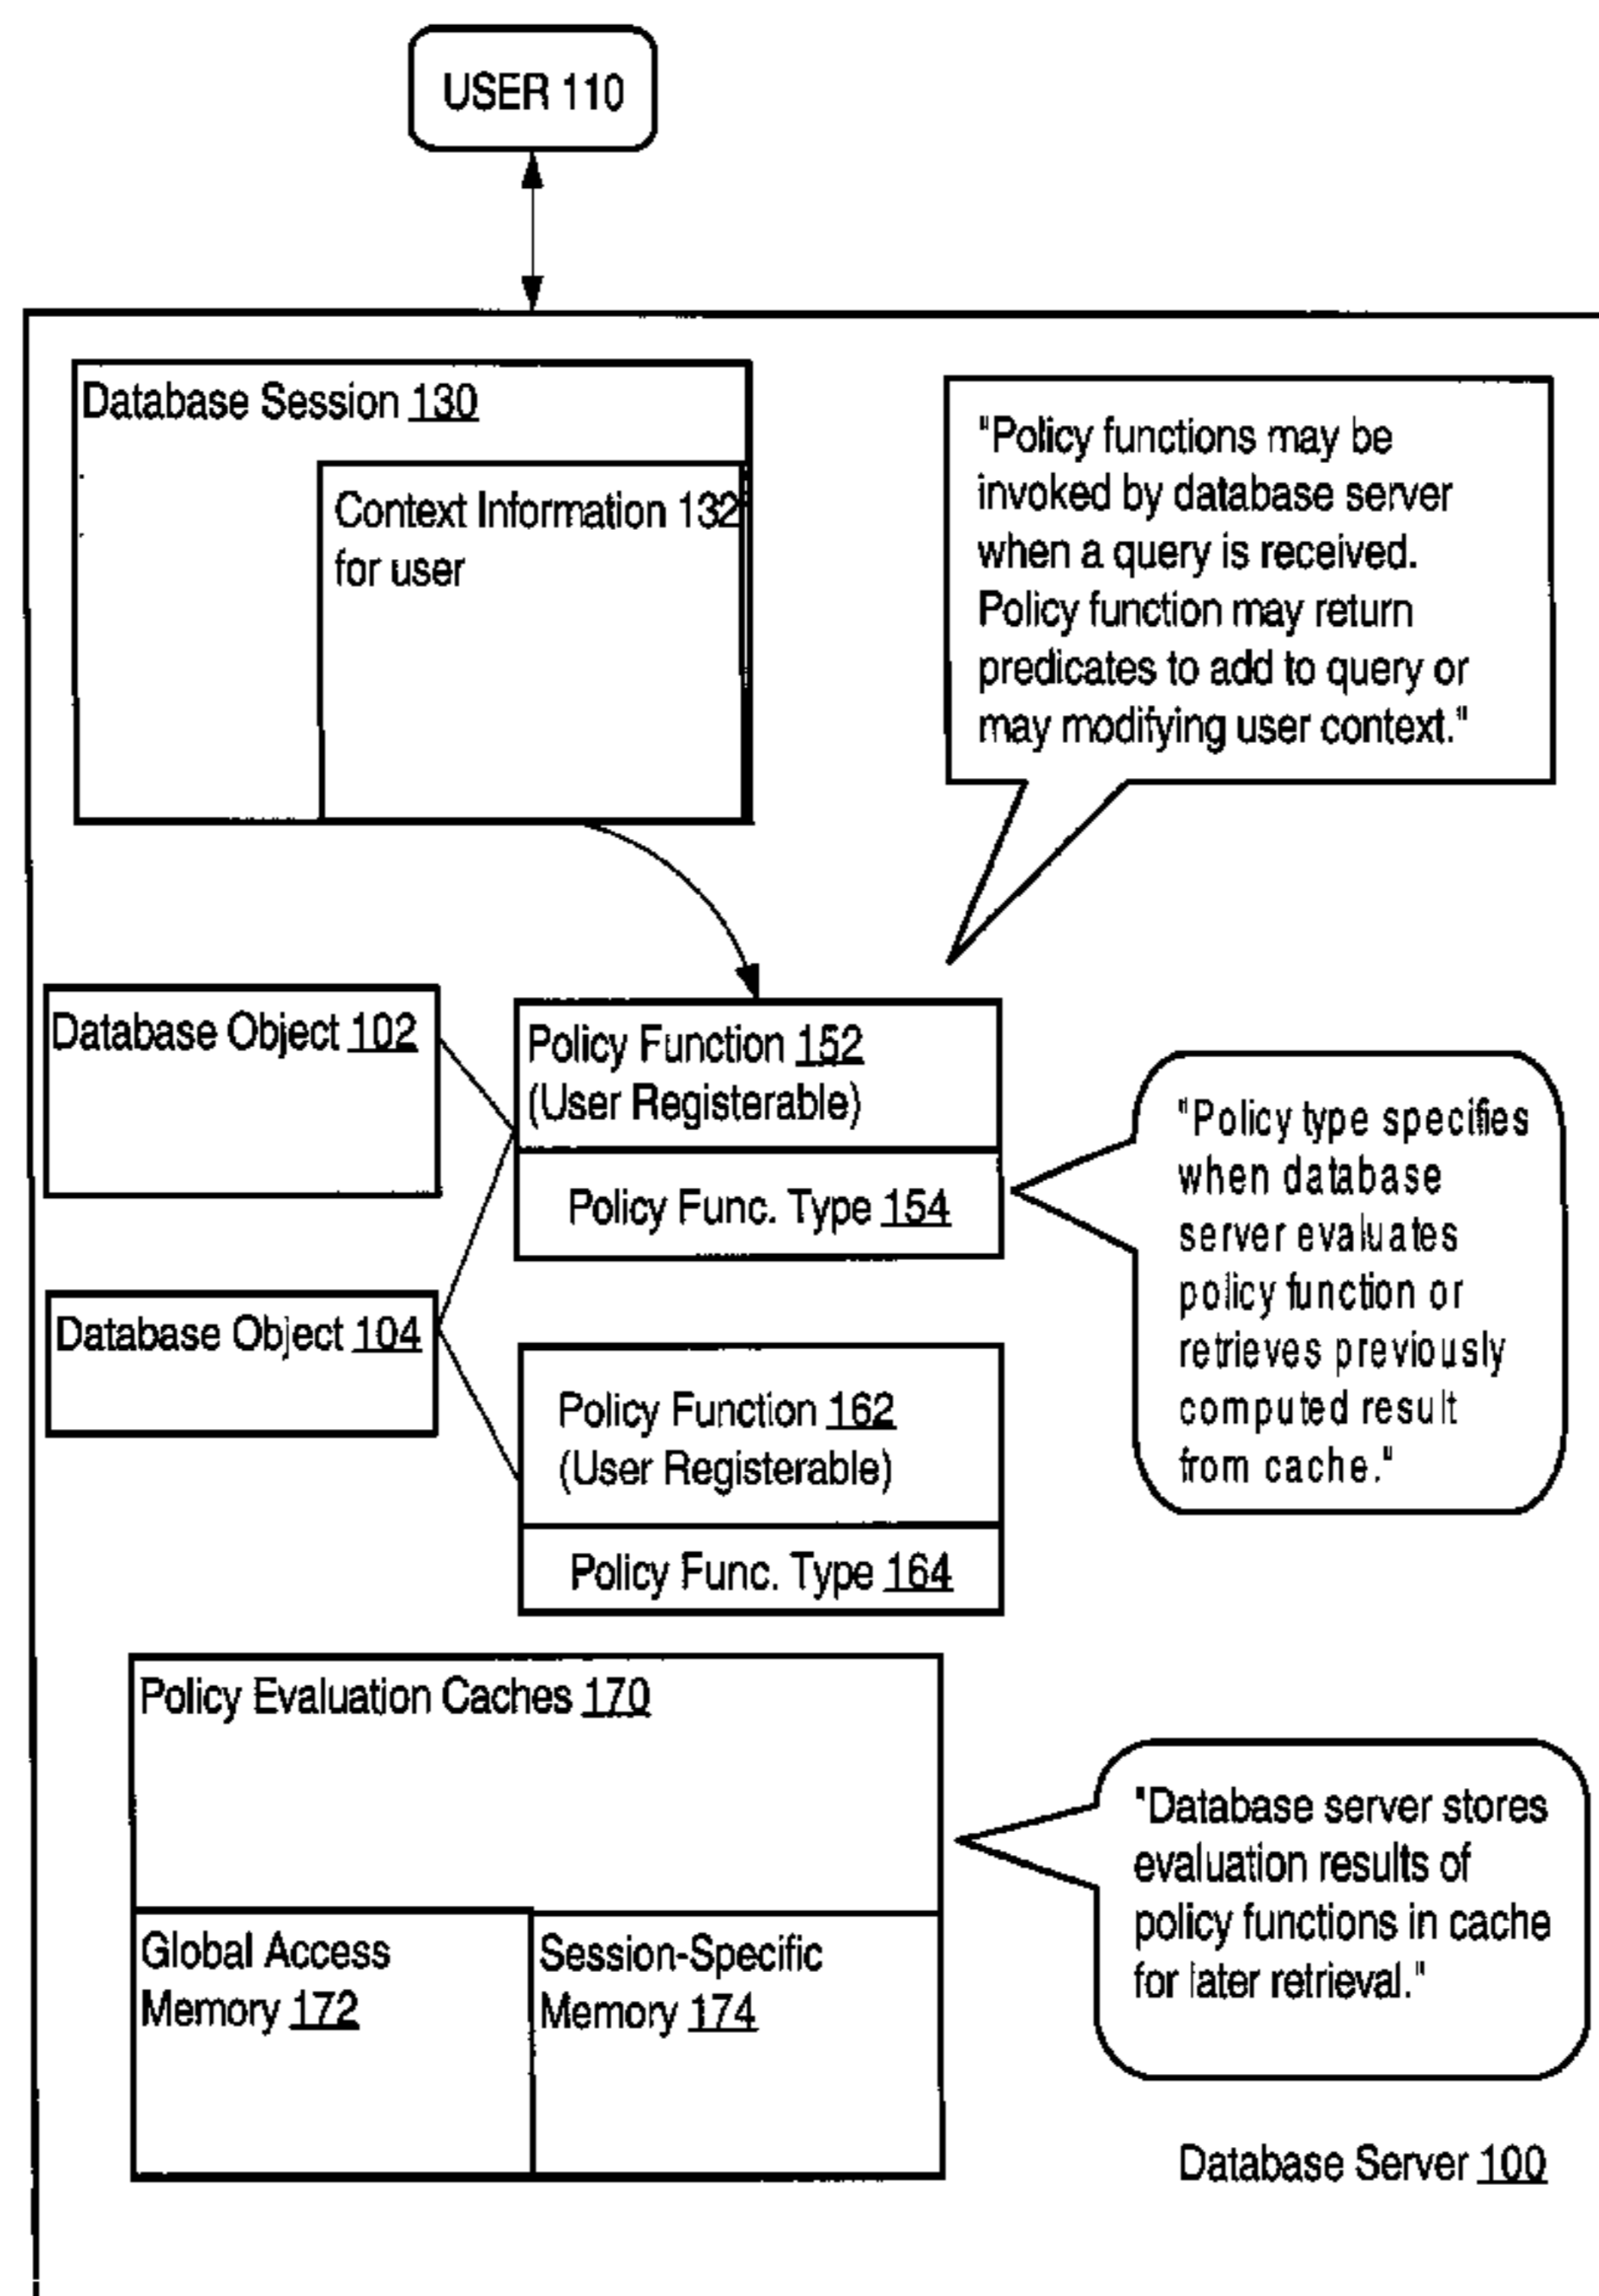 USER 110
Database Session 130
Context Information 132
for user
"Policy functions may be
invoked by database server
when a query is received.
Policy function may return
predicates to add to query or
may modifying user context."
Database Object 102
Policy Function 152
(User Registerable)
Policy Func. Type 154
"Policy type specifies
when database
server evaluates
policy function or
retrieves previously
computed result
from cache."
Database Object 104
Policy Function 162
(User Registerable)
Policy Func. Type 164
Policy Evaluation Caches 170
Global Access
Memory 172
Session-Specific
Memory 174
"Database server stores
evaluation results of
policy functions in cache
for later retrieval."
Database Server 100